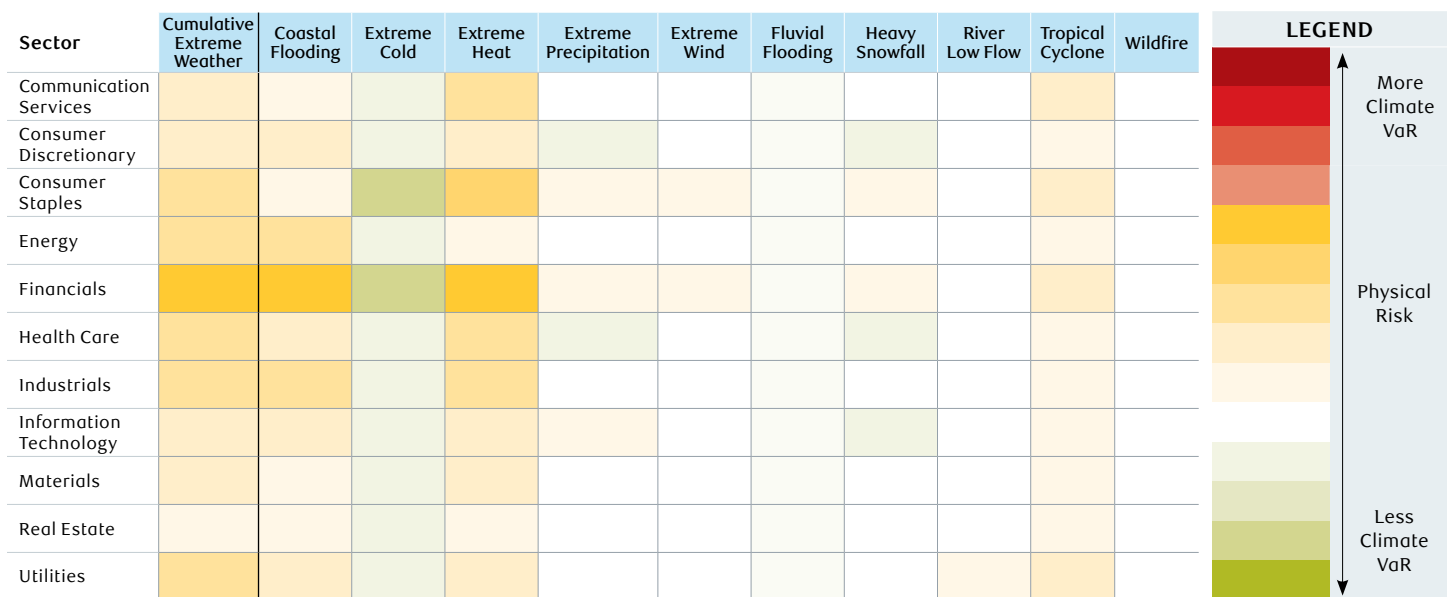 Sector
Cumulative
Extreme
Weather
Coastal
Flooding
Extreme
Cold
Extreme
Heat
Extreme
Precipitation
Extreme
Wind
Fluvial
Flooding
Heavy
Snowfall
River
Low Flow
Tropical
Cyclone
Wildfire
Communication
Services
Consumer
Discretionary
Consumer
Staples
Energy
Financials
Health Care
Industrials
Information
Technology
Materials
Real Estate
Utilities
LEGEND
More
Climate
VaR
Physical
Risk
Less
Climate
VaR